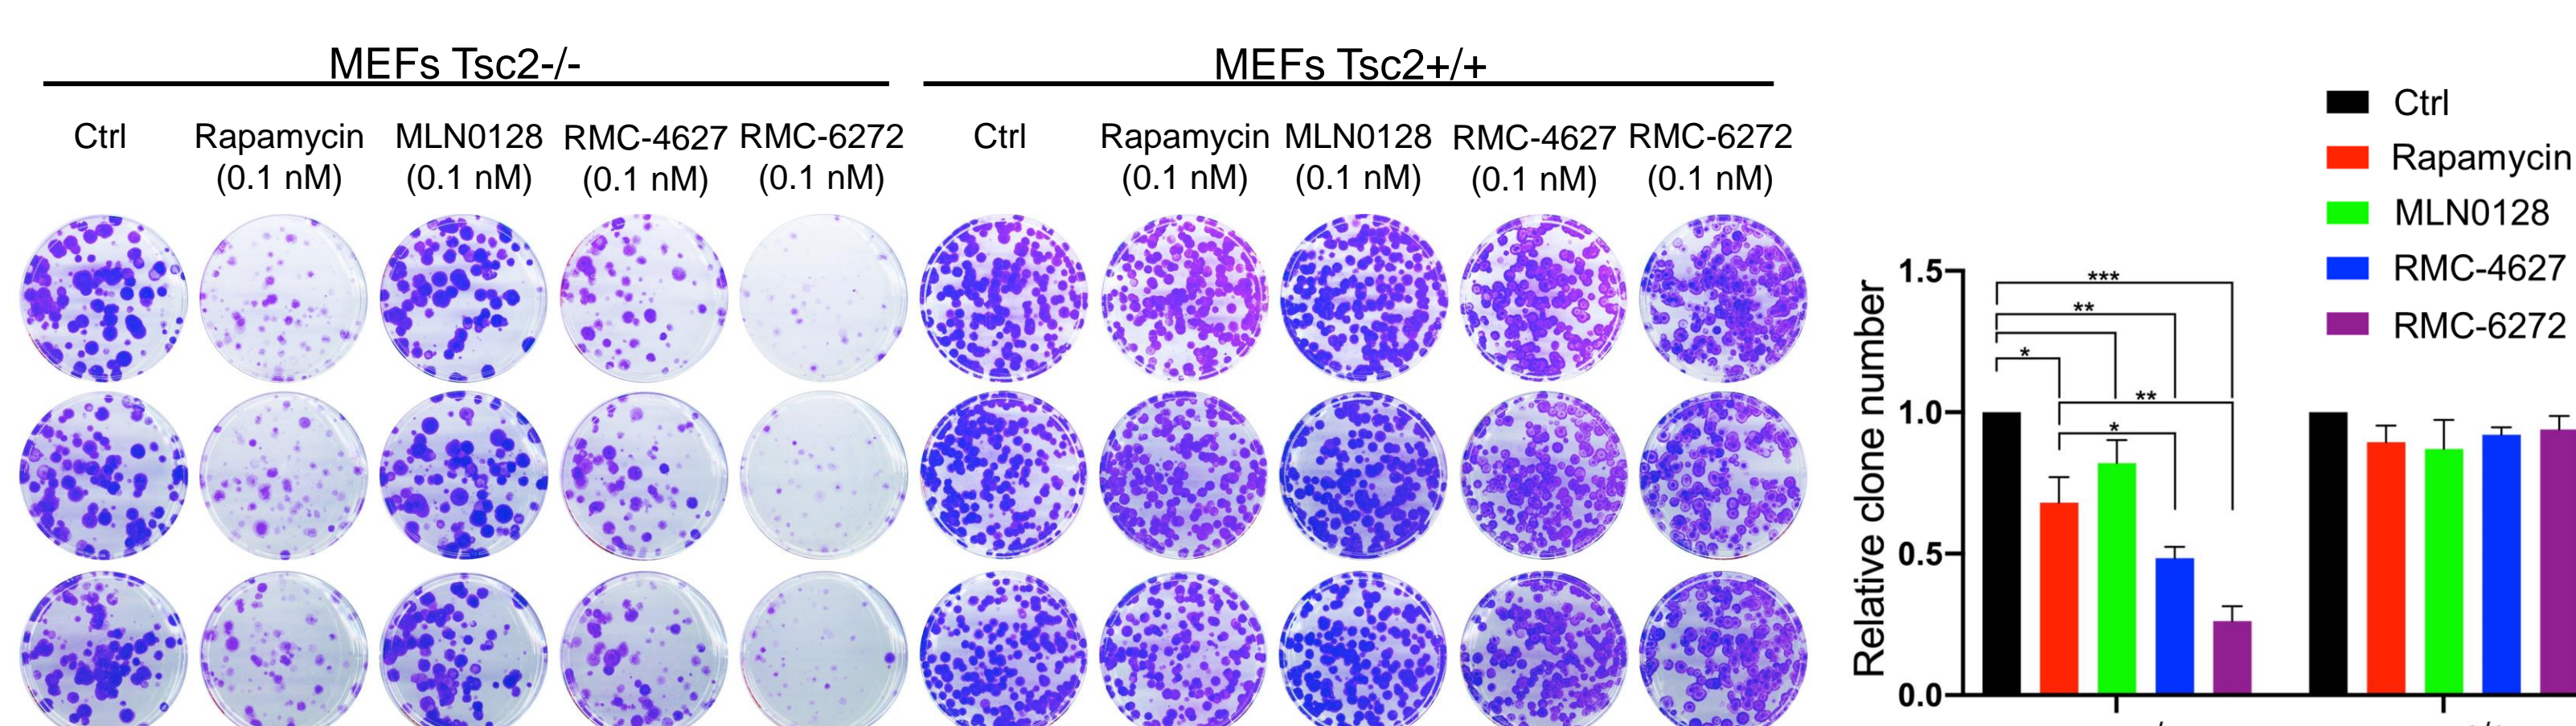 MEFs Tsc2-/-
MEFs Tsc2+/+
Ctrl
Rapamycin
(0.1 nM)
MLN0128
(0.1 nM)
RMC-4627
(0.1 nM)
RMC-6272
(0.1 nM)
Ctrl
Rapamycin
(0.1 nM)
MLN0128
(0.1 nM)
RMC-4627
(0.1 nM)
RMC-6272
(0.1 nM)
Ctrl
Rapamycin
MLN0128
RMC-4627
RMC-6272
Relative clone number
1.5
1.0
0.5
0.0
***
**
*
**
*